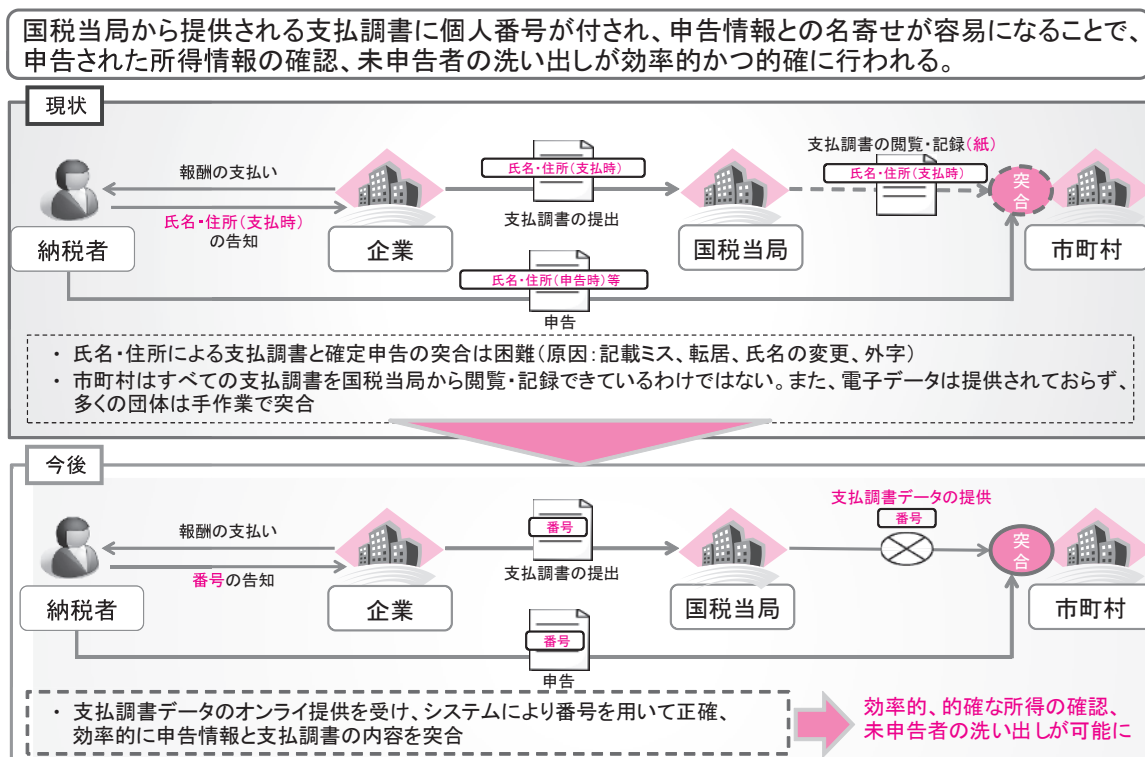 国税当局から提供される支払調書に個人番号が付され、申告情報との名寄せが容易になることで、
申告された所得情報の確認、未申告者の洗い出しが効率的かつ的確に行われる。
現状
報酬の支払い
氏名・住所(支払時)
の告知
納税者
企業
氏名・住所(支払時)
支払調書の提出
国税当局
支払調書の閲覧・記録(紙)
氏名・住所(支払時)
突合
市町村
氏名・住所(申告時)等
申告
・ 氏名・住所による支払調書と確定申告の突合は困難(原因:記載ミス、転居、氏名の変更、外字)
・ 市町村はすべての支払調書を国税当局から閲覧・記録できているわけではない。また、電子データは提供されておらず、
多くの団体は手作業で突合
今後
報酬の支払い
番号の告知
納税者
企業
番号
支払調書の提出
国税当局
支払調書データの提供
番号
突合
市町村
番号
申告
・ 支払調書データのオンライ提供を受け、システムにより番号を用いて正確、
効率的に申告情報と支払調書の内容を突合
効率的、的確な所得の確認、
未申告者の洗い出しが可能に